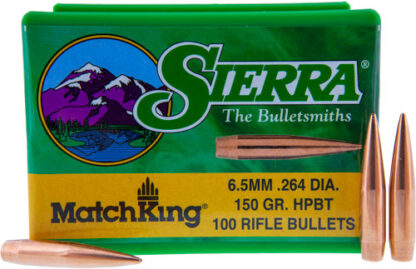 SIERRA®
The Bulletsmiths
6.5MM .264 DIA.
150 GR. HPBT
MatchKing® 100 RIFLE BULLETS